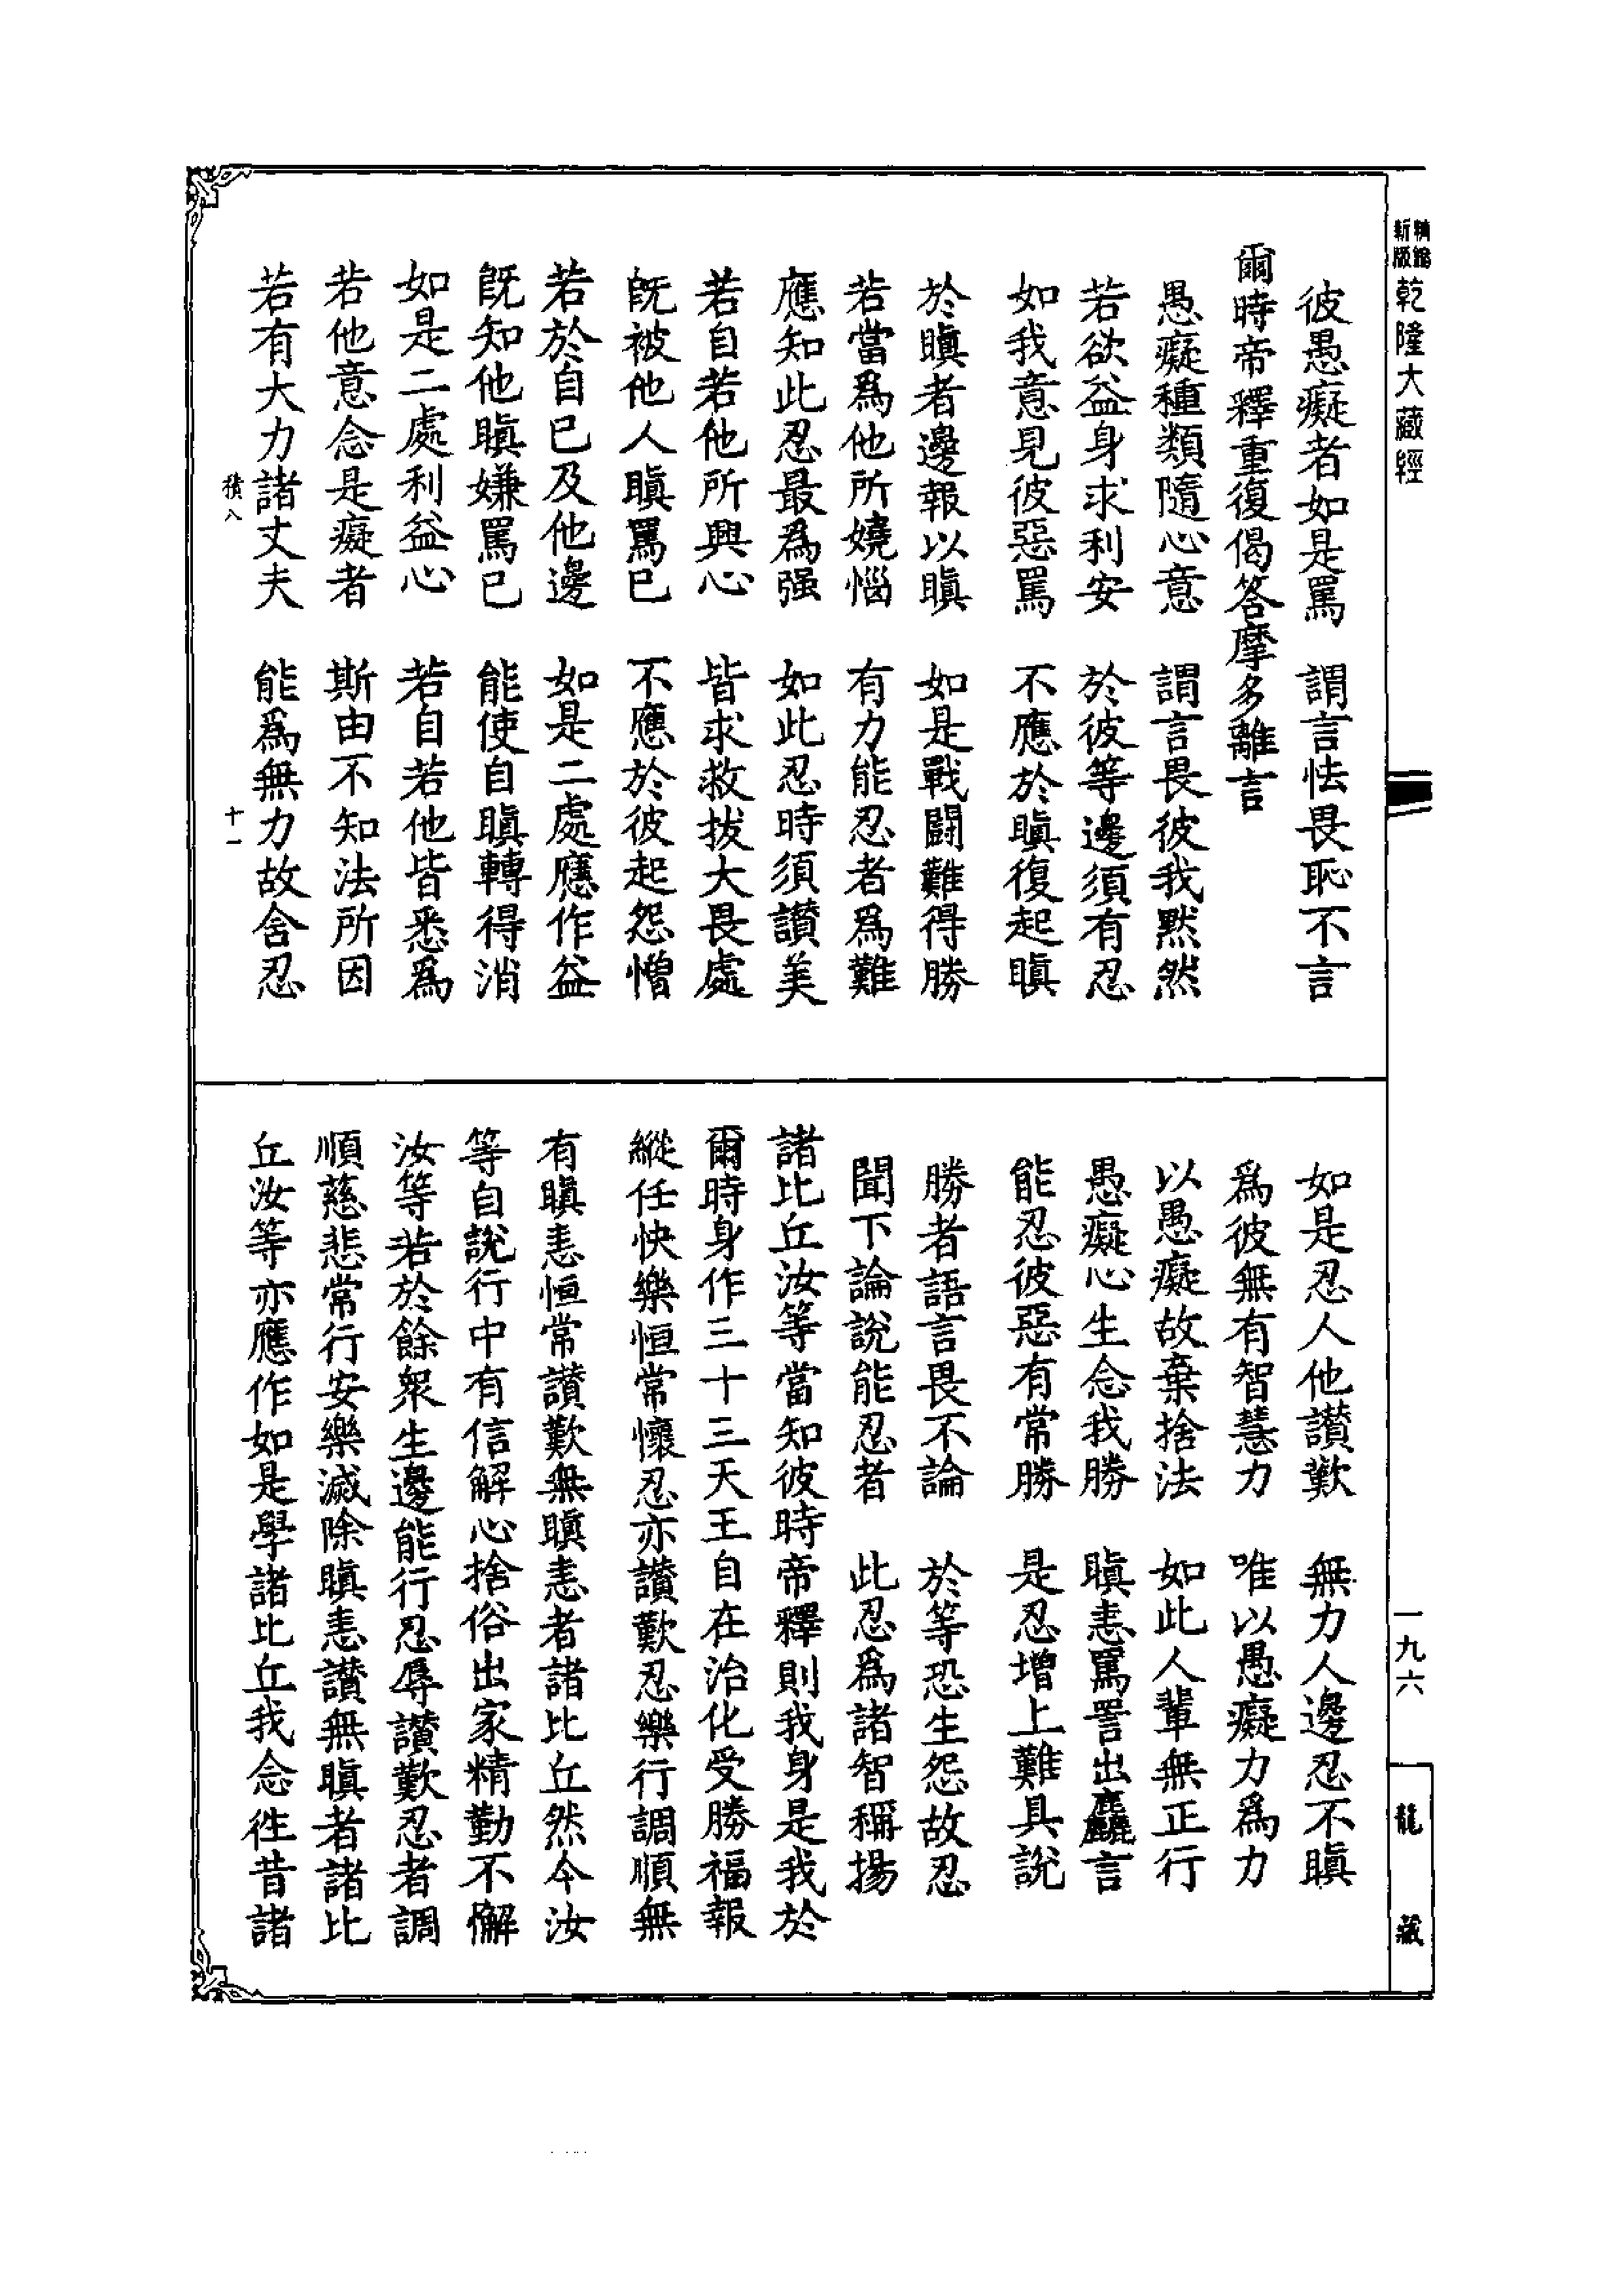 新版
精縮
乾隆大藏經
一九六
龍藏
彼愚癡者如是罵　謂言怯畏恥不言
爾時帝釋重復偈答摩多離言
愚癡種類隨心意　謂言畏彼我默然
若欲益身求利安　於彼等邊須有忍
如我意見彼惡罵　不應於瞋復起瞋
於瞋者邊報以瞋　如是戰鬪難得勝
若當爲他所嬈惱　有力能忍者爲難
應知此忍最爲强　如此忍時須讃美
若自若他所興心　皆求救拔大畏處
旣被他人瞋罵已　不應於彼起怨憎
若於自已及他邊　如是二處應作益
旣知他瞋嫌罵已　能使自瞋轉得消
如是二處利益心　若自若他皆悉爲
若他意念是癡者　斯由不知法所因
若有大力諸丈夫　能爲無力故舍忍
積八　十一
如是忍人他讃歎　無力人邊忍不瞋
爲彼無有智慧力　唯以愚癡力爲力
以愚癡故棄捨法　如此人輩無正行
愚癡心生念我勝　瞋恚罵詈出麤言
能忍彼惡有常勝　是忍增上難具說
勝者語言畏不論　於等恐生怨故忍
聞下論說能忍者　此忍爲諸智稱揚
諸比丘汝等當知彼時帝釋則我身是我於
爾時身作三十三天王自在治化受勝福報
縱任快樂恒常懷忍亦讃歎忍樂行調順無
有瞋恚恒常讃歎無瞋恚者諸比丘然今汝
等自說行中有信解心捨俗出家精勤不懈
汝等若於餘衆生邊能行忍辱讃歎忍者調
順慈悲常行安樂滅除瞋恚讃無瞋者諸比
丘汝等亦應作如是學諸比丘我念徃昔諸